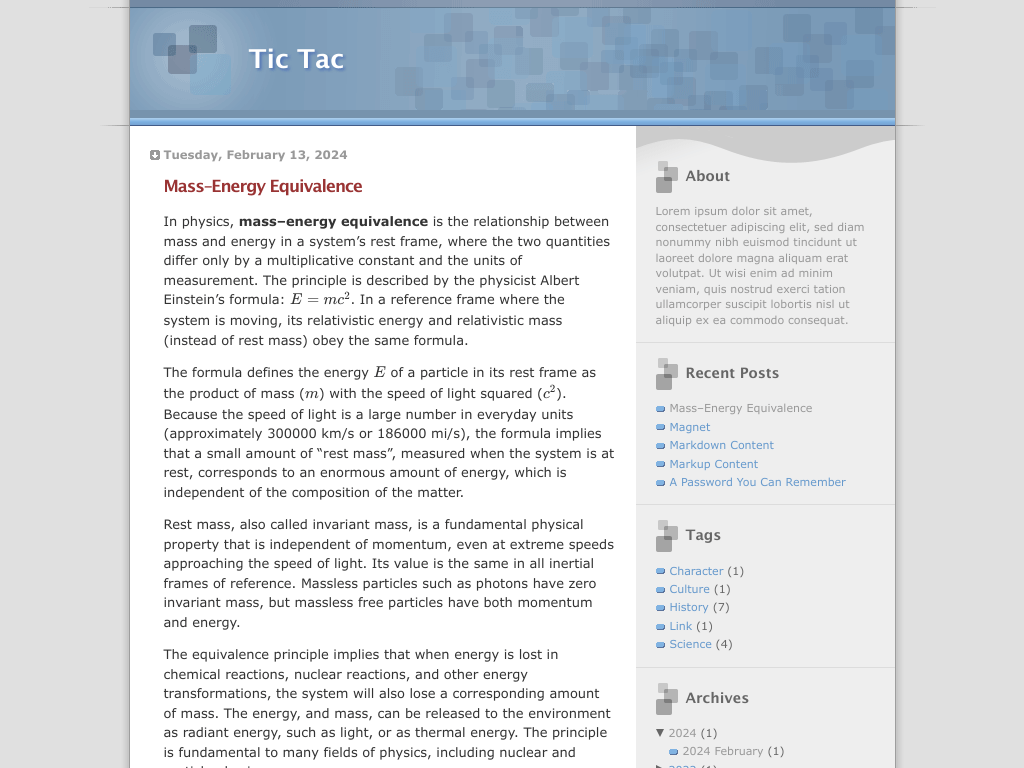 Tic Tac
Tuesday, February 13, 2024
Mass–Energy Equivalence
In physics, mass–energy equivalence is the relationship between
mass and energy in a system’s rest frame, where the two quantities
differ only by a multiplicative constant and the units of
measurement. The principle is described by the physicist Albert
Einstein’s formula: E = mc². In a reference frame where the
system is moving, its relativistic energy and relativistic mass
(instead of rest mass) obey the same formula.
The formula defines the energy E of a particle in its rest frame as
the product of mass (m) with the speed of light squared (c²).
Because the speed of light is a large number in everyday units
(approximately 300000 km/s or 186000 mi/s), the formula implies
that a small amount of “rest mass”, measured when the system is at
rest, corresponds to an enormous amount of energy, which is
independent of the composition of the matter.
Rest mass, also called invariant mass, is a fundamental physical
property that is independent of momentum, even at extreme speeds
approaching the speed of light. Its value is the same in all inertial
frames of reference. Massless particles such as photons have zero
invariant mass, but massless free particles have both momentum
and energy.
The equivalence principle implies that when energy is lost in
chemical reactions, nuclear reactions, and other energy
transformations, the system will also lose a corresponding amount
of mass. The energy, and mass, can be released to the environment
as radiant energy, such as light, or as thermal energy. The principle
is fundamental to many fields of physics, including nuclear and
About
Lorem ipsum dolor sit amet,
consectetuer adipiscing elit, sed diam
nonummy nibh euismod tincidunt ut
laoreet dolore magna aliquam erat
volutpat. Ut wisi enim ad minim
veniam, quis nostrud exerci tation
ullamcorper suscipit lobortis nisl ut
aliquip ex ea commodo consequat.
Recent Posts
Mass–Energy Equivalence
Magnet
Markdown Content
Markup Content
A Password You Can Remember
Tags
Character (1)
Culture (1)
History (7)
Link (1)
Science (4)
Archives
2024 (1)
2024 February (1)